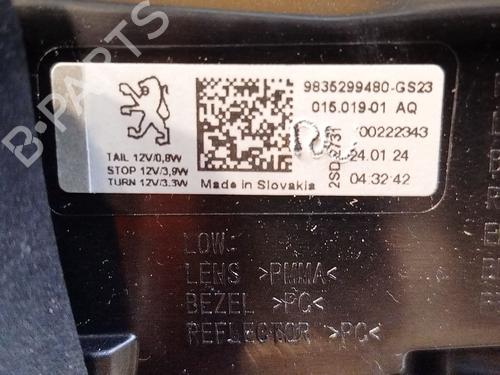 B-PARTS
9835299480-GS23
015.019-01 AQ
00222343
24.01.24
04:32:42
TAIL 12V/0,8W
STOP 12V/3,9W
TURN 12V/3.3W
Made in Slovakia
LOW
LENS >PMMA<
BEZEL >PC<
REFLECTOR >PC<